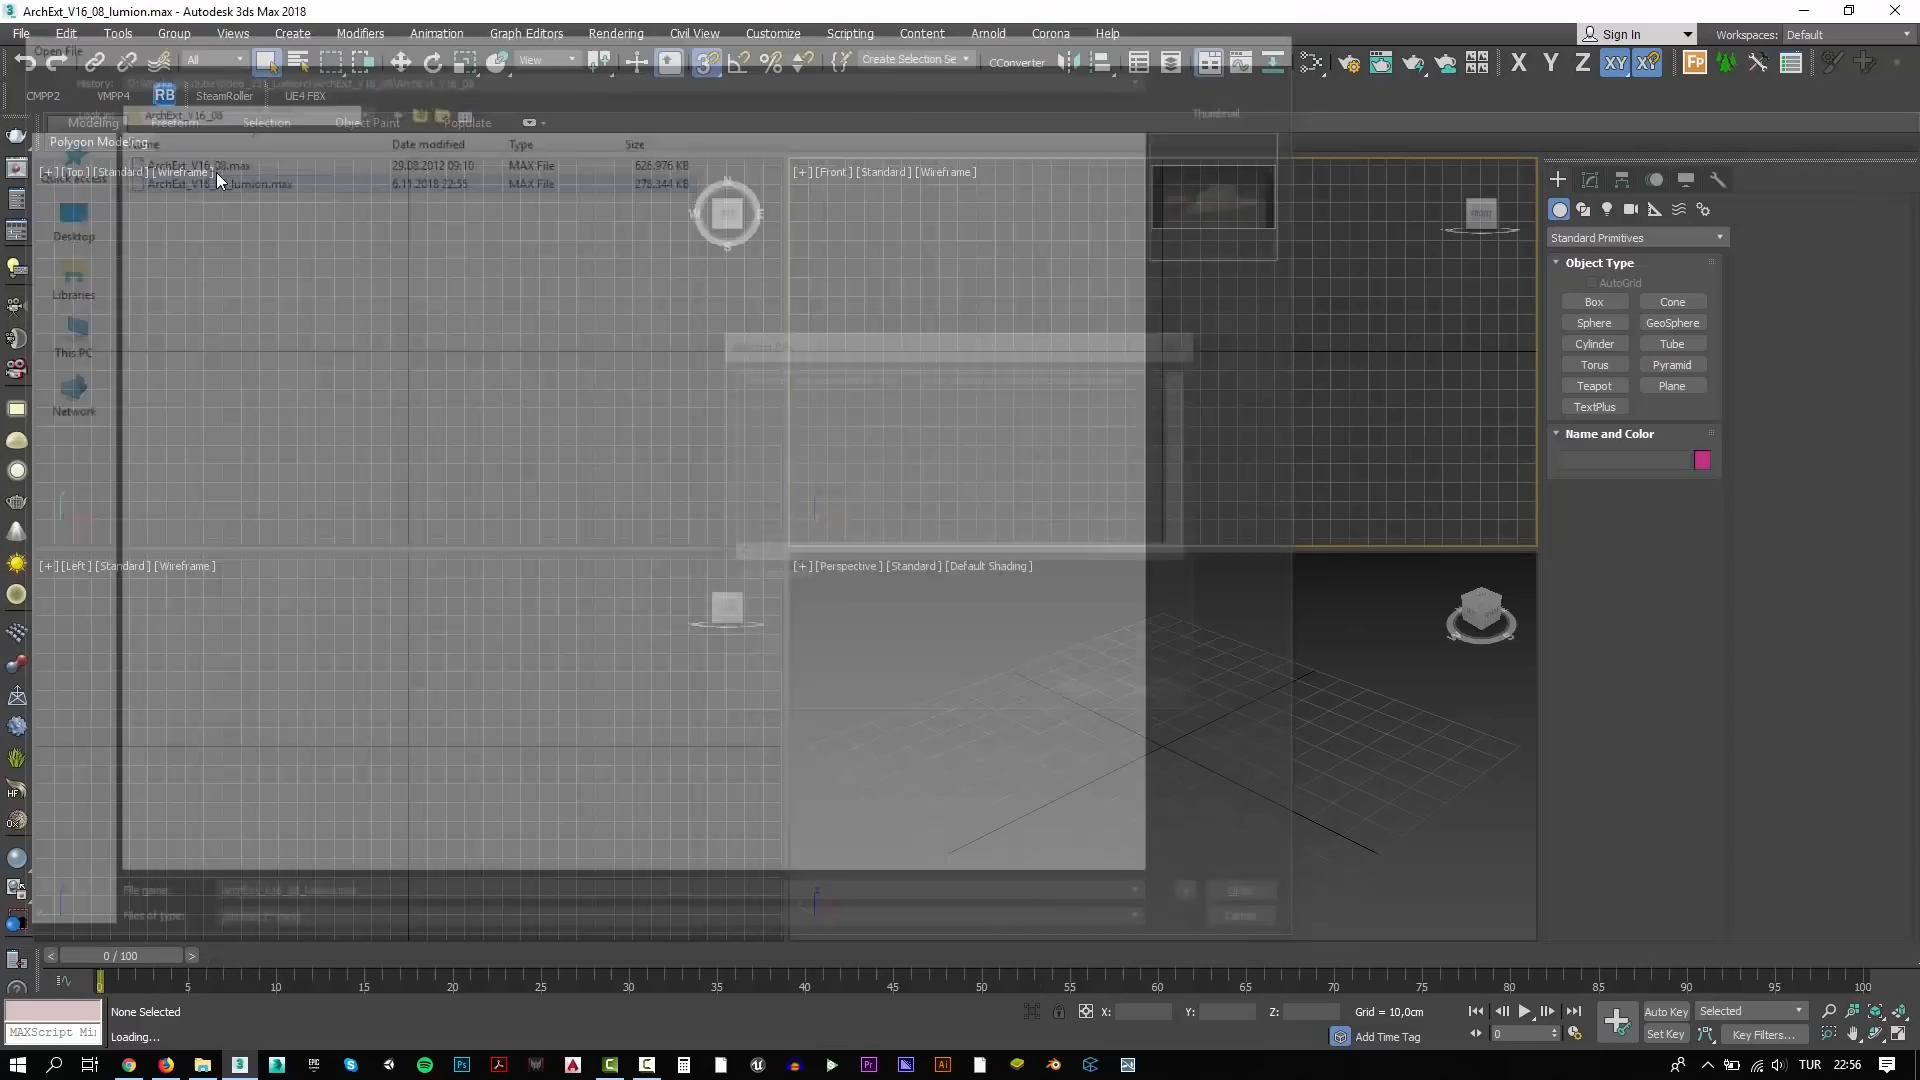 ArchExt_V16_08_lumion.max - Autodesk 3ds Max 2018
File Edit Tools Group Views Create Modifiers Animation Graph Editors Rendering Civil View Customize Scripting Content Arnold Corona Help
Sign In
Workspaces: Default
Open File
All
View
Create Selection Se
CConverter
X Y Z XY
CMPP2 VMPP4 RB SteamRoller UE4 FBX
History:
ArchExt_V16_08
Thumbnail
Modeling Freeform Selection Object Paint Populate
Polygon Modeling
Date modified Type Size
ArchExt_V16_08.max 29.08.2012 09:10 MAX File 626.976 KB
[+] [Top] [Standard] [Wireframe]
[+] [Front] [Standard] [Wireframe]
6.11.2018 22:55 MAX File 278.344 KB
Quick access
Desktop
Libraries
This PC
Network
FRONT
Standard Primitives
Object Type
AutoGrid
Box Cone
Sphere GeoSphere
Cylinder Tube
Torus Pyramid
Teapot Plane
TextPlus
Name and Color
[+] [Left] [Standard] [Wireframe]
[+] [Perspective] [Standard] [Default Shading]
File name: ArchExt_V16_08_lumion.max
Files of type:
Open
Cancel
< 0 / 100 >
0 5 10 15 20 25 30 35 40 45 50 55 60 65 70 75 80 85 90 95 100
None Selected
X: Y: Z: Grid = 10,0cm
Auto Key Selected
MAXScript Mi
Loading...
Add Time Tag
0
Set Key Key Filters...
TUR 22:56